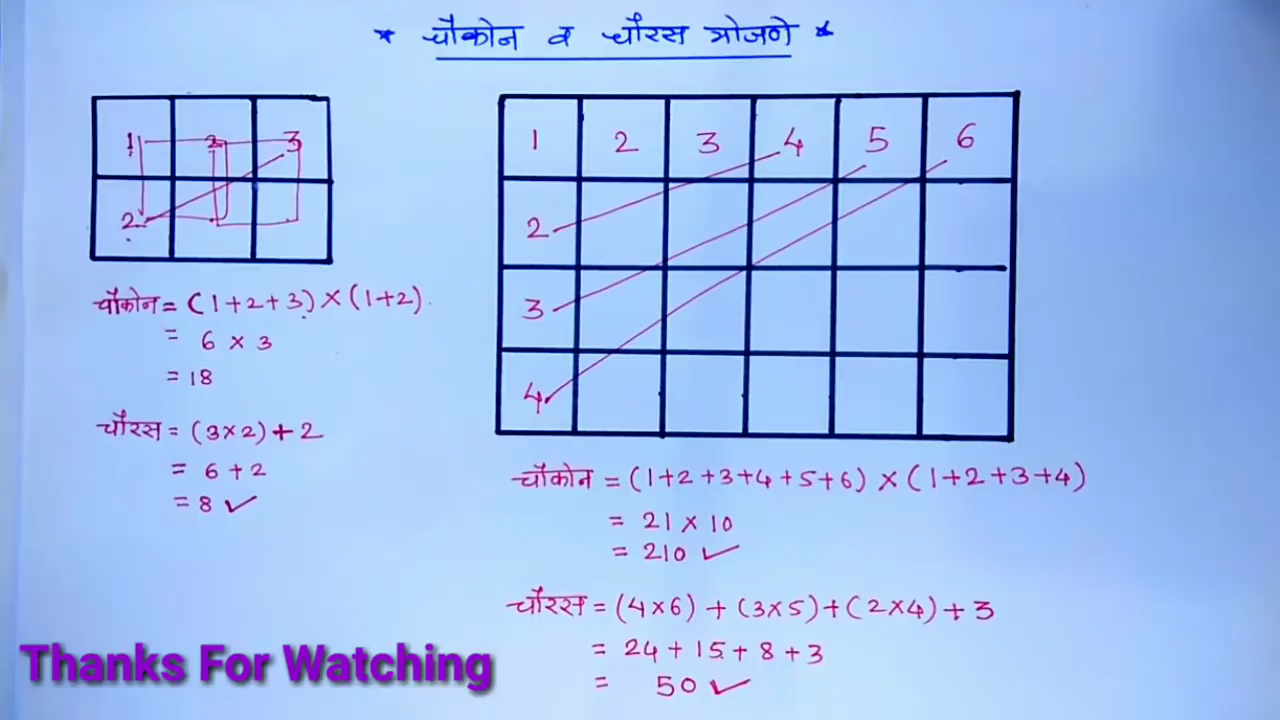 * चौकोन व चौरस मोजणे *
1 2 3
2
चौकोन = (1+2+3) × (1+2)
= 6 × 3
= 18
चौरस = (3×2) + 2
= 6 + 2
= 8 ✓
1 2 3 4 5 6
2
3
4
चौकोन = (1+2+3+4+5+6) × (1+2+3+4)
= 21 × 10
= 210 ✓
चौरस = (4×6) + (3×5) + (2×4) + 3
= 24 + 15 + 8 + 3
= 50 ✓
Thanks For Watching